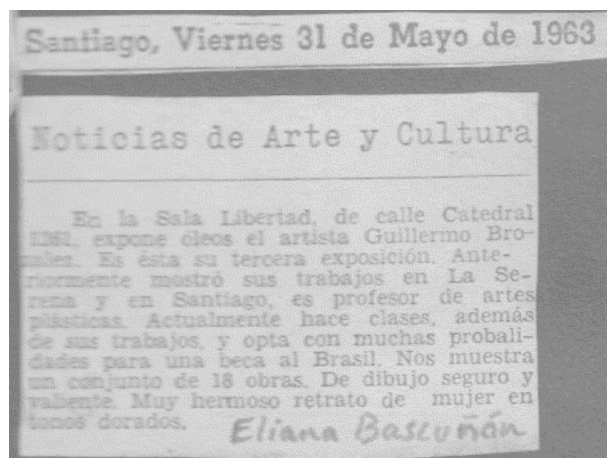 Santiago, Viernes 31 de Mayo de 1963
Noticias de Arte y Cultura
En la Sala Libertad, de calle Catedral
expone óleos el artista Guillermo Bro-
Es ésta su tercera exposición. Ante-
riormente mostró sus trabajos en La Se-
rena y en Santiago, es profesor de artes
plásticas. Actualmente hace clases, además
de sus trabajos, y opta con muchas probali-
dades para una beca al Brasil. Nos muestra
un conjunto de 18 obras. De dibujo seguro y
valiente. Muy hermoso retrato de mujer en
tonos dorados.
Eliana Bascuñán